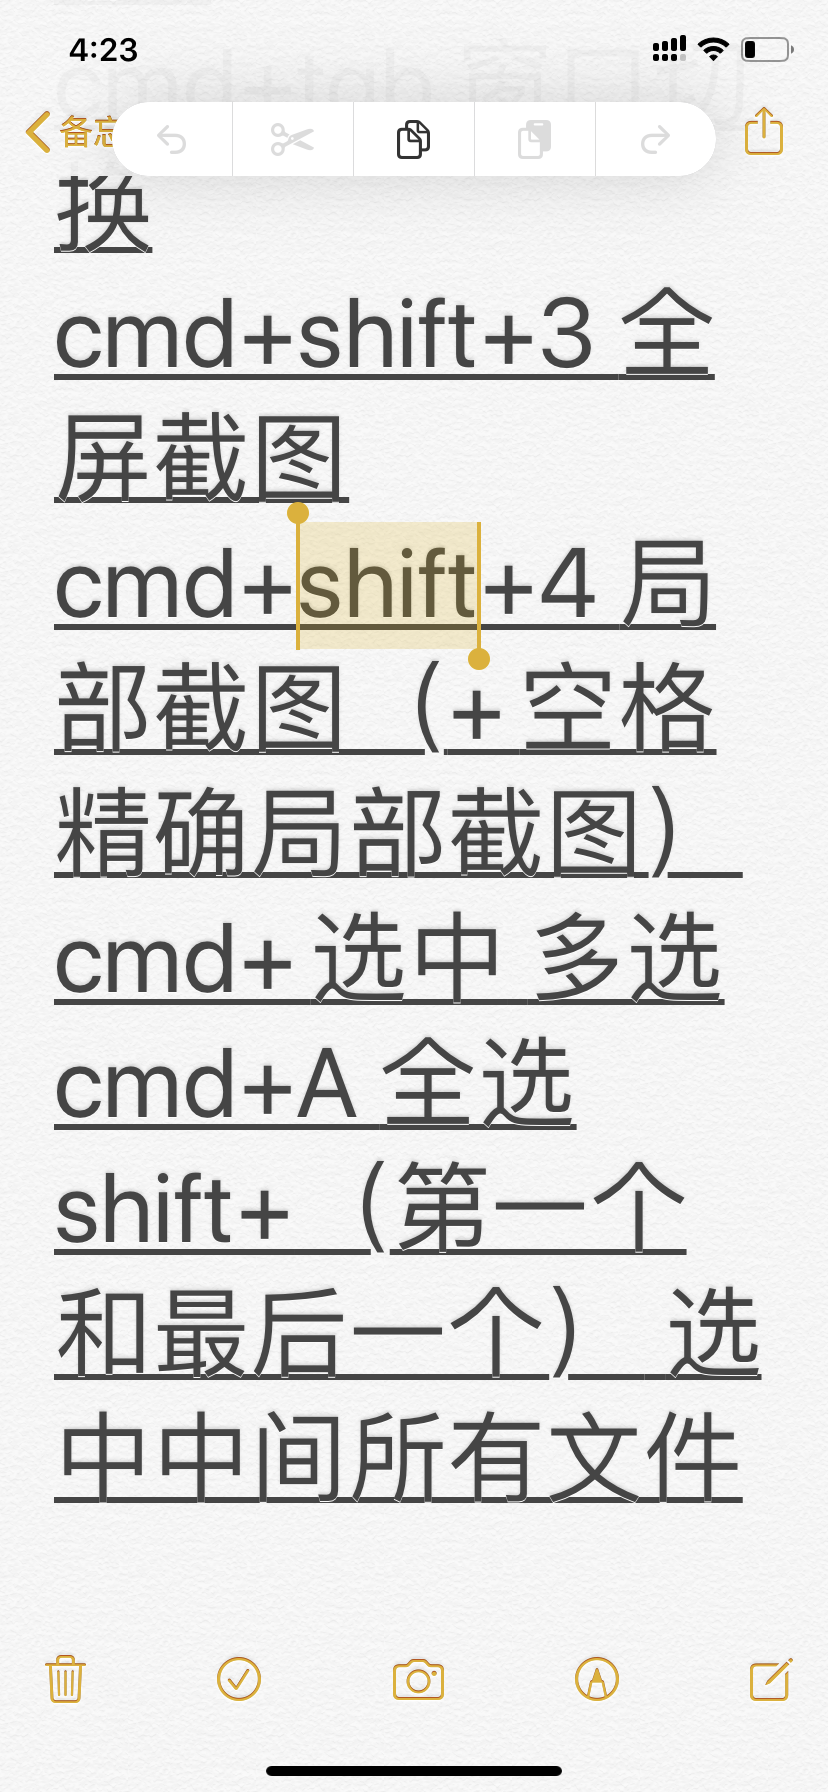 4:23
cmd+tab 窗口切
备忘
换
cmd+shift+3 全
屏截图
cmd+shift+4 局
部截图（+ 空格
精确局部截图）
cmd+ 选中 多选
cmd+A 全选
shift+（第一个
和最后一个） 选
中中间所有文件